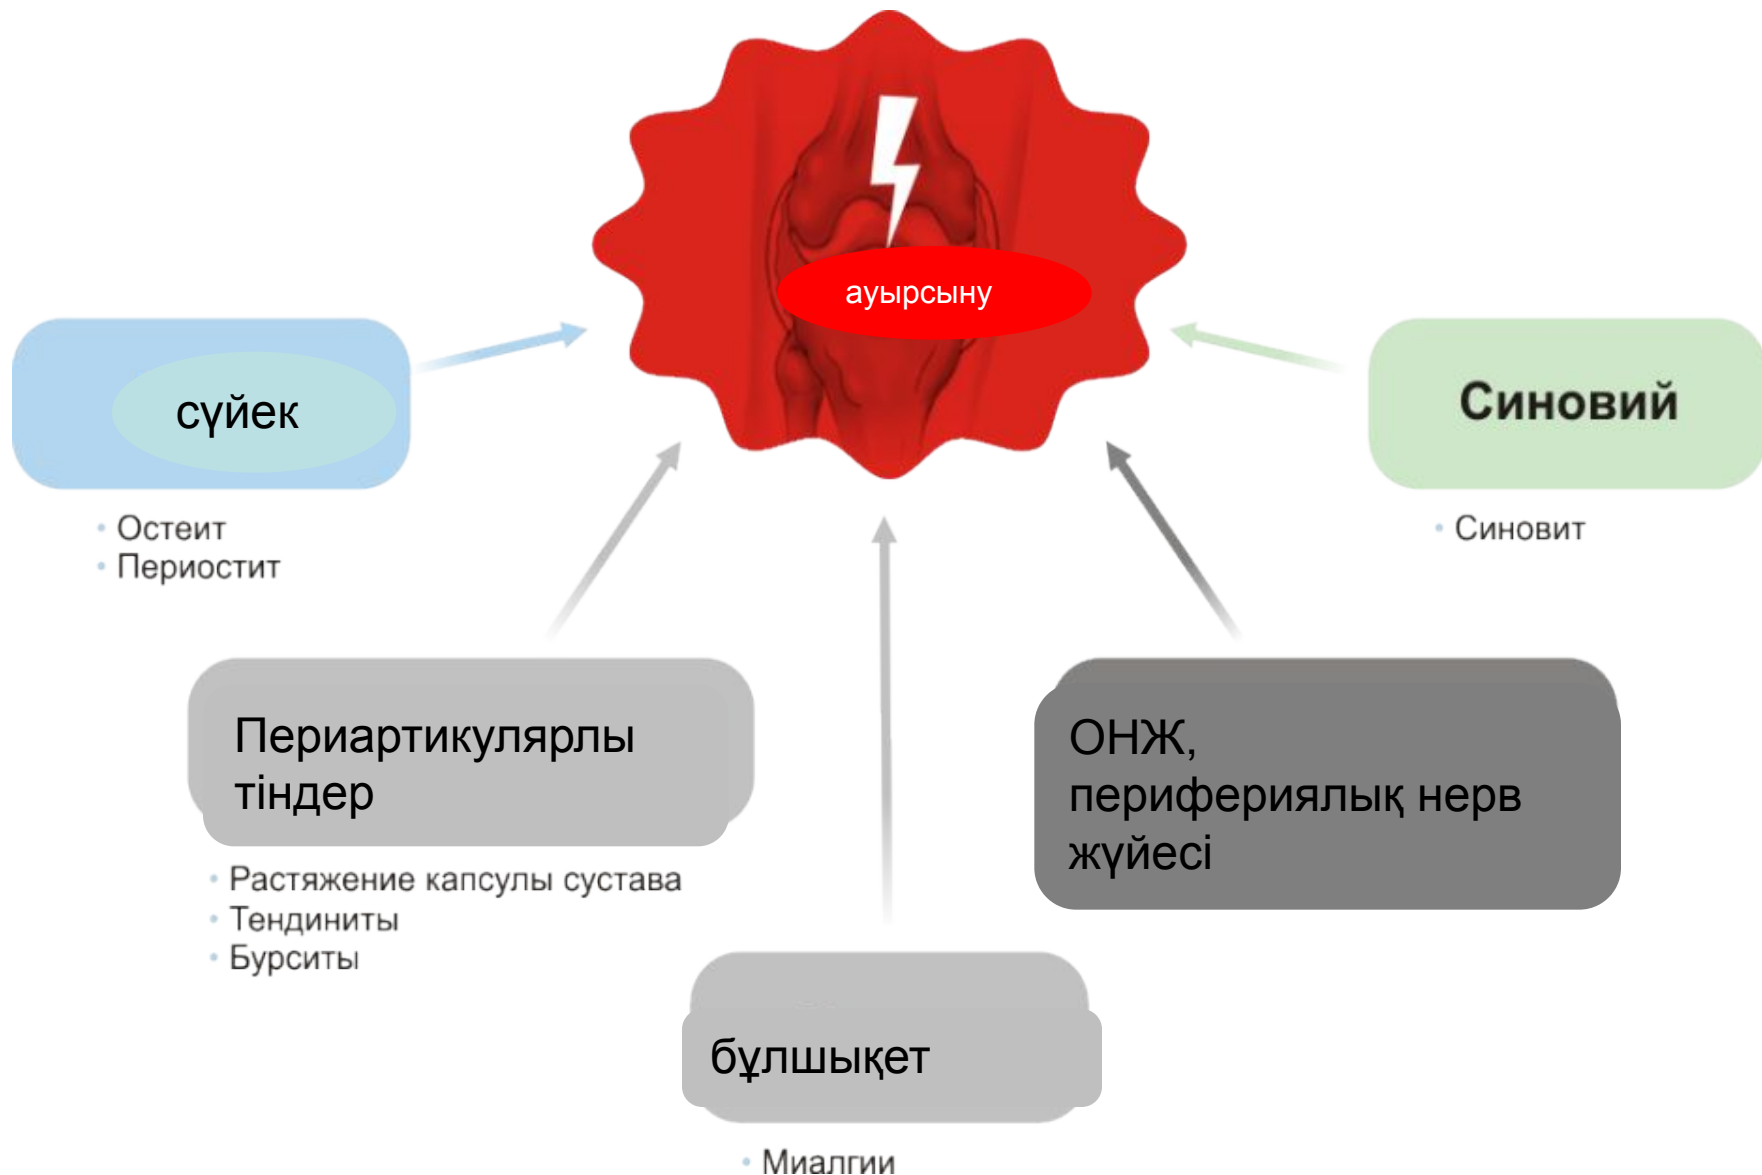 ауырсыну
сүйек
• Остеит
• Периостит
Синовий
• Синовит
Периартикулярлы
тіндер
• Растяжение капсулы сустава
• Тендиниты
• Бурситы
ОНЖ,
перифериялық нерв
жүйесі
бұлшықет
• Миалгии